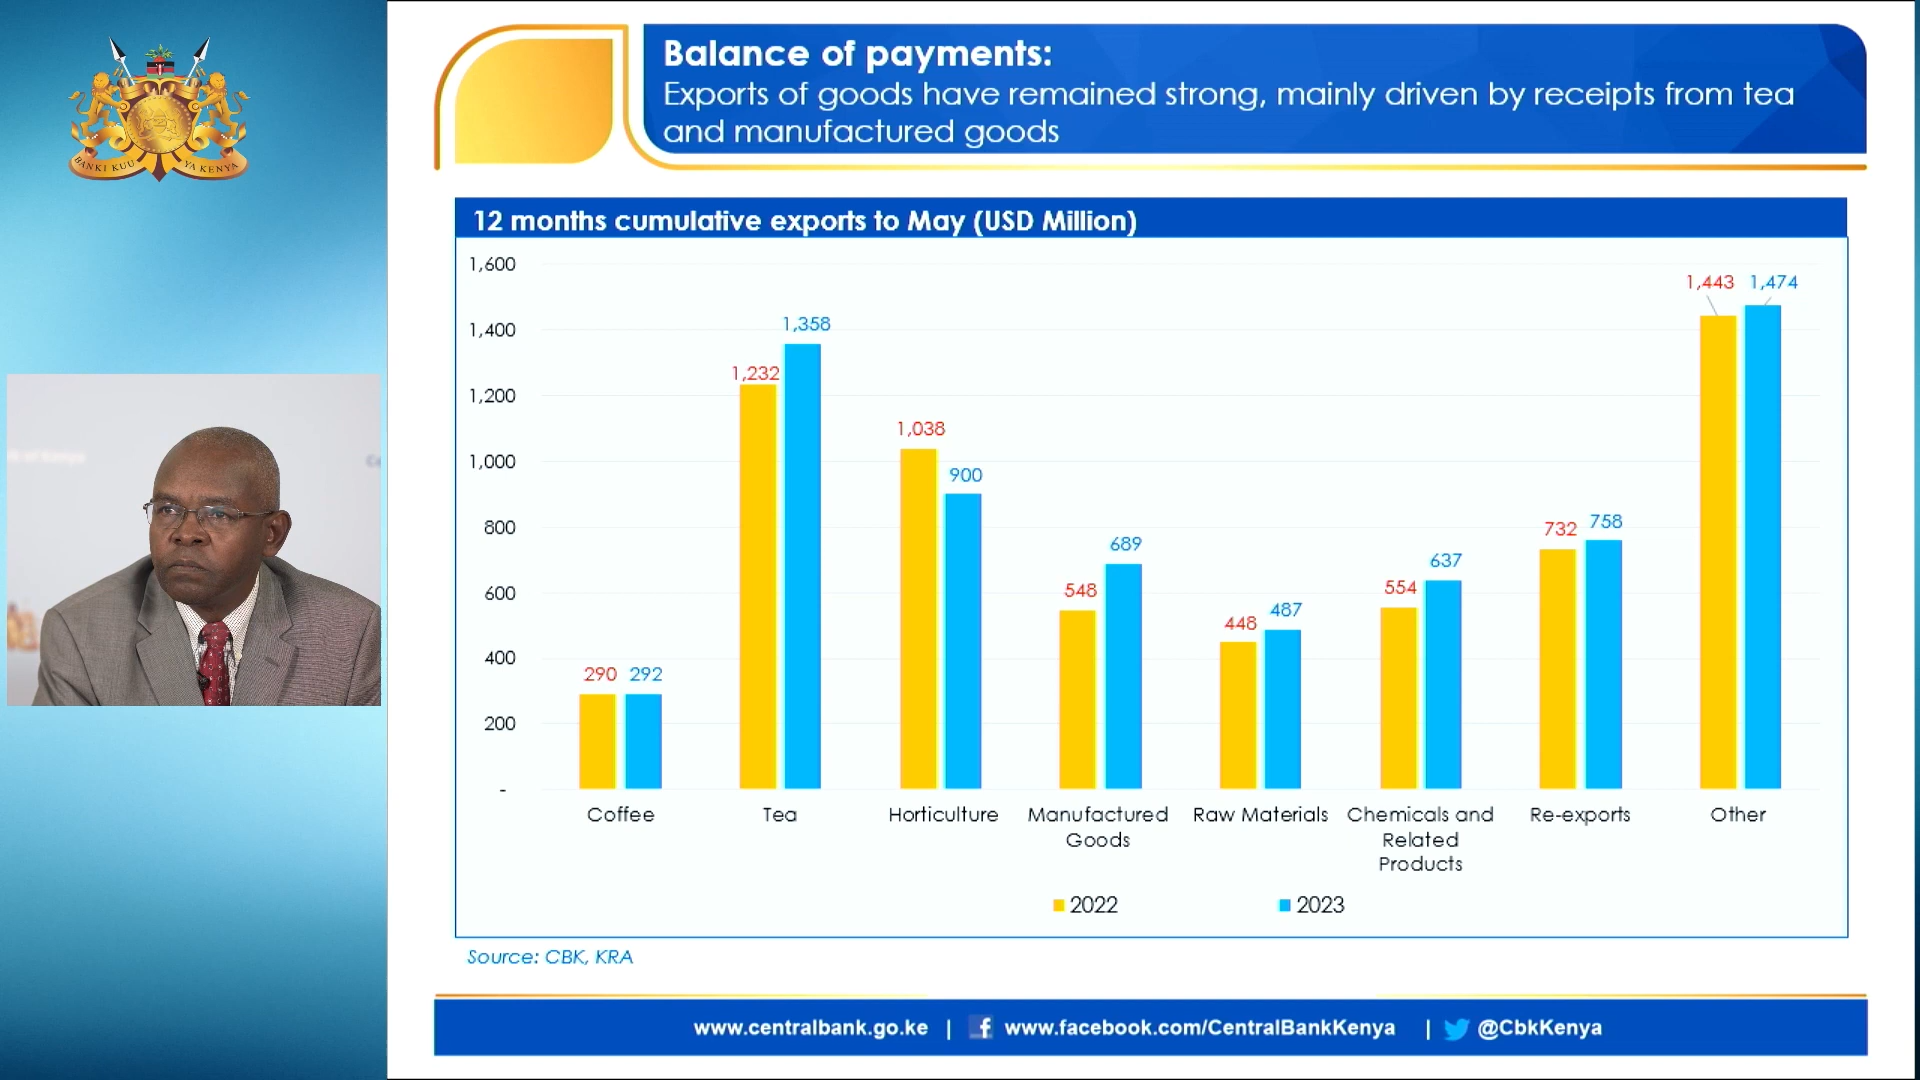 BANKI KUU YA KENYA
Balance of payments:
Exports of goods have remained strong, mainly driven by receipts from tea
and manufactured goods
12 months cumulative exports to May (USD Million)
1,600
1,400
1,200
1,000
800
600
400
200
-
290 292
1,232 1,358
1,038 900
548 689
448 487
554 637
732 758
1,443 1,474
Coffee
Tea
Horticulture
Manufactured
Goods
Raw Materials
Chemicals and
Related
Products
Re-exports
Other
2022 2023
Source: CBK, KRA
www.centralbank.go.ke | f www.facebook.com/CentralBankKenya | @CbkKenya